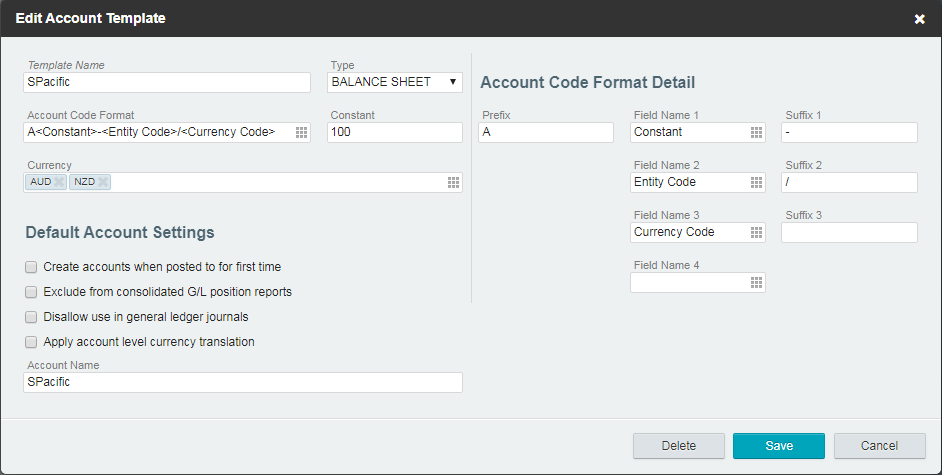 Edit Account Template
Template Name
SPacific
Type
BALANCE SHEET
Account Code Format
A<Constant>-<Entity Code>/<Currency Code>
Constant
100
Currency
AUD NZD
Default Account Settings
Create accounts when posted to for first time
Exclude from consolidated G/L position reports
Disallow use in general ledger journals
Apply account level currency translation
Account Name
SPacific
Account Code Format Detail
Prefix
A
Field Name 1
Constant
Suffix 1
-
Field Name 2
Entity Code
Suffix 2
/
Field Name 3
Currency Code
Suffix 3
Field Name 4
Delete Save Cancel